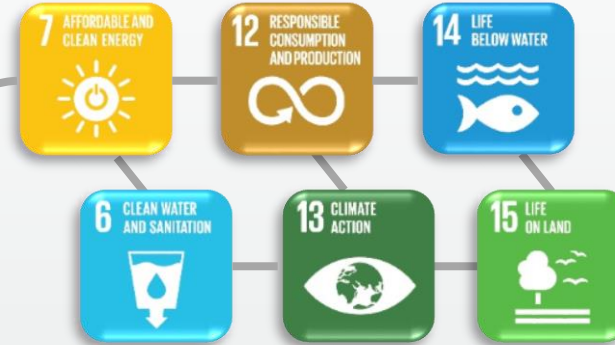 7 AFFORDABLE AND
CLEAN ENERGY
12 RESPONSIBLE
CONSUMPTION
AND PRODUCTION
14 LIFE
BELOW WATER
6 CLEAN WATER
AND SANITATION
13 CLIMATE
ACTION
15 LIFE
ON LAND